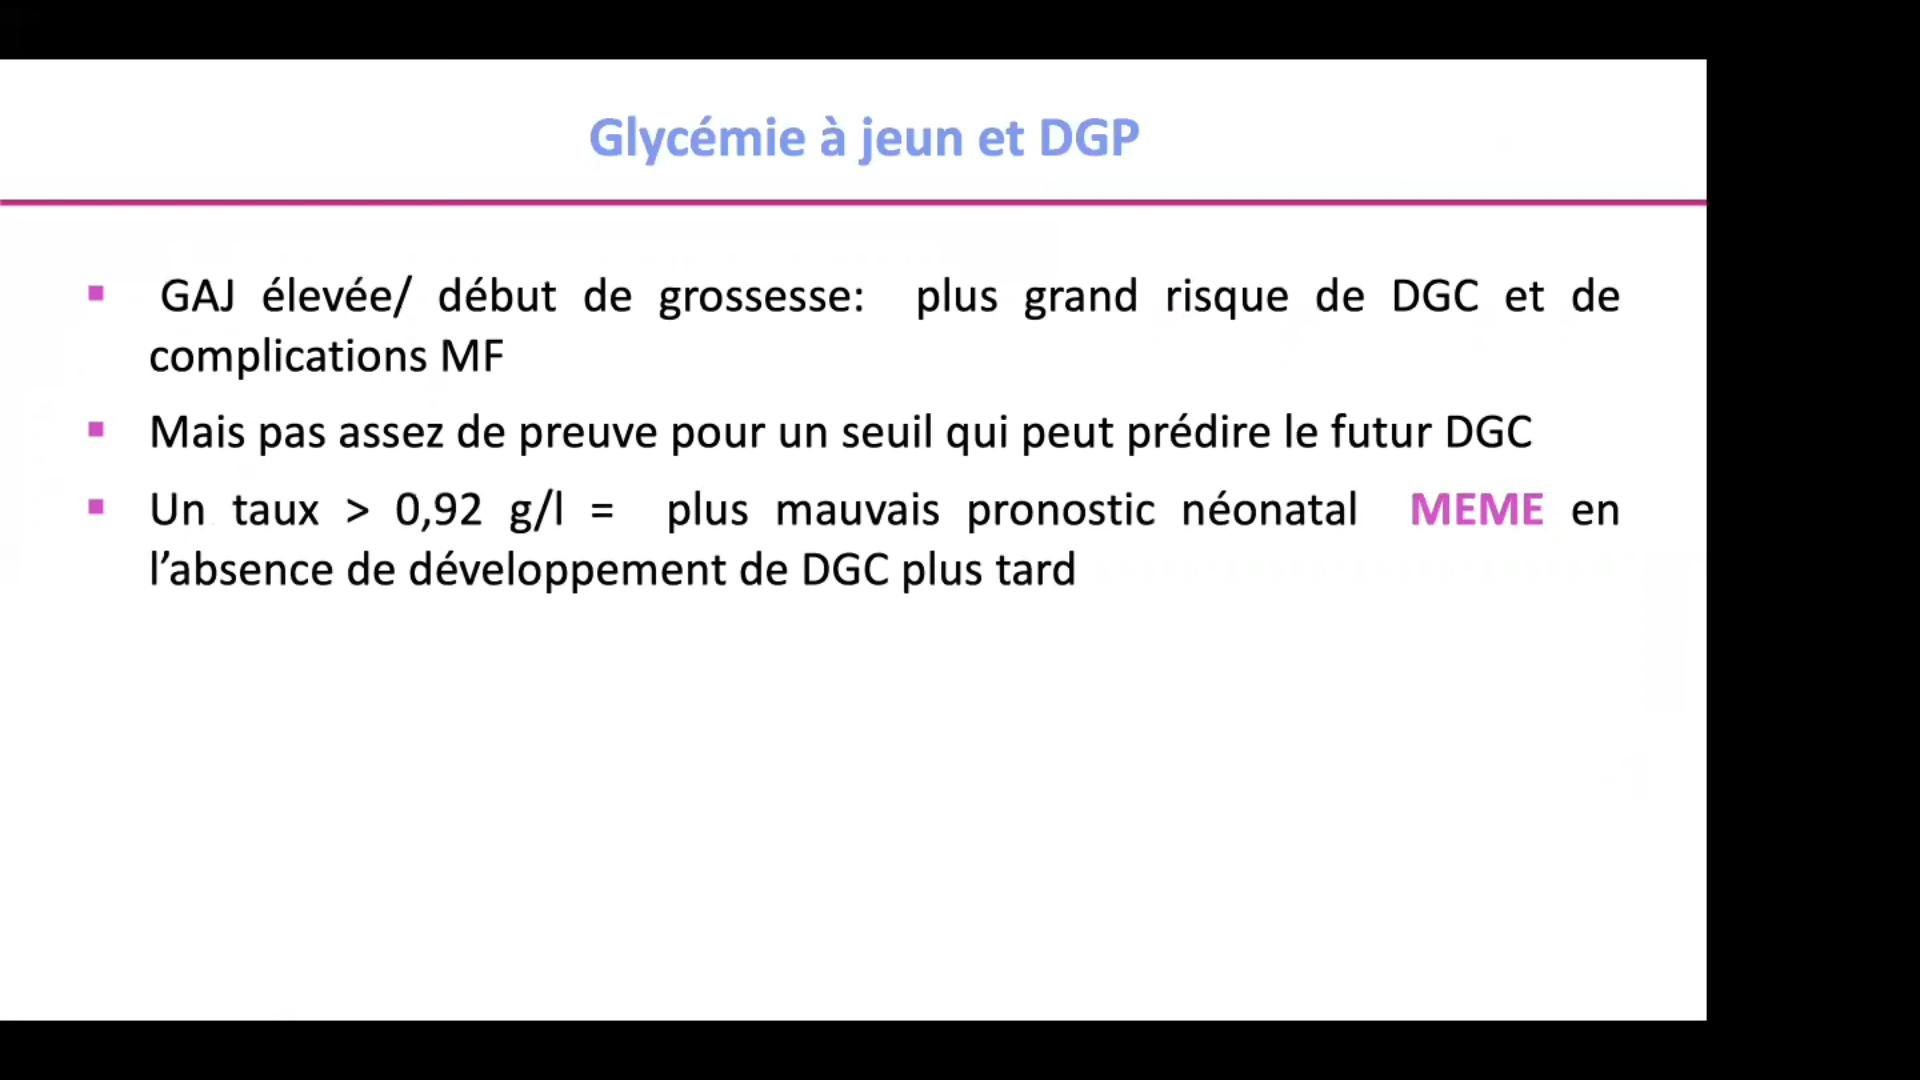 Glycémie à jeun et DGP
▪ GAJ élevée/ début de grossesse: plus grand risque de DGC et de
complications MF
▪ Mais pas assez de preuve pour un seuil qui peut prédire le futur DGC
▪ Un taux > 0,92 g/l = plus mauvais pronostic néonatal MEME en
l’absence de développement de DGC plus tard